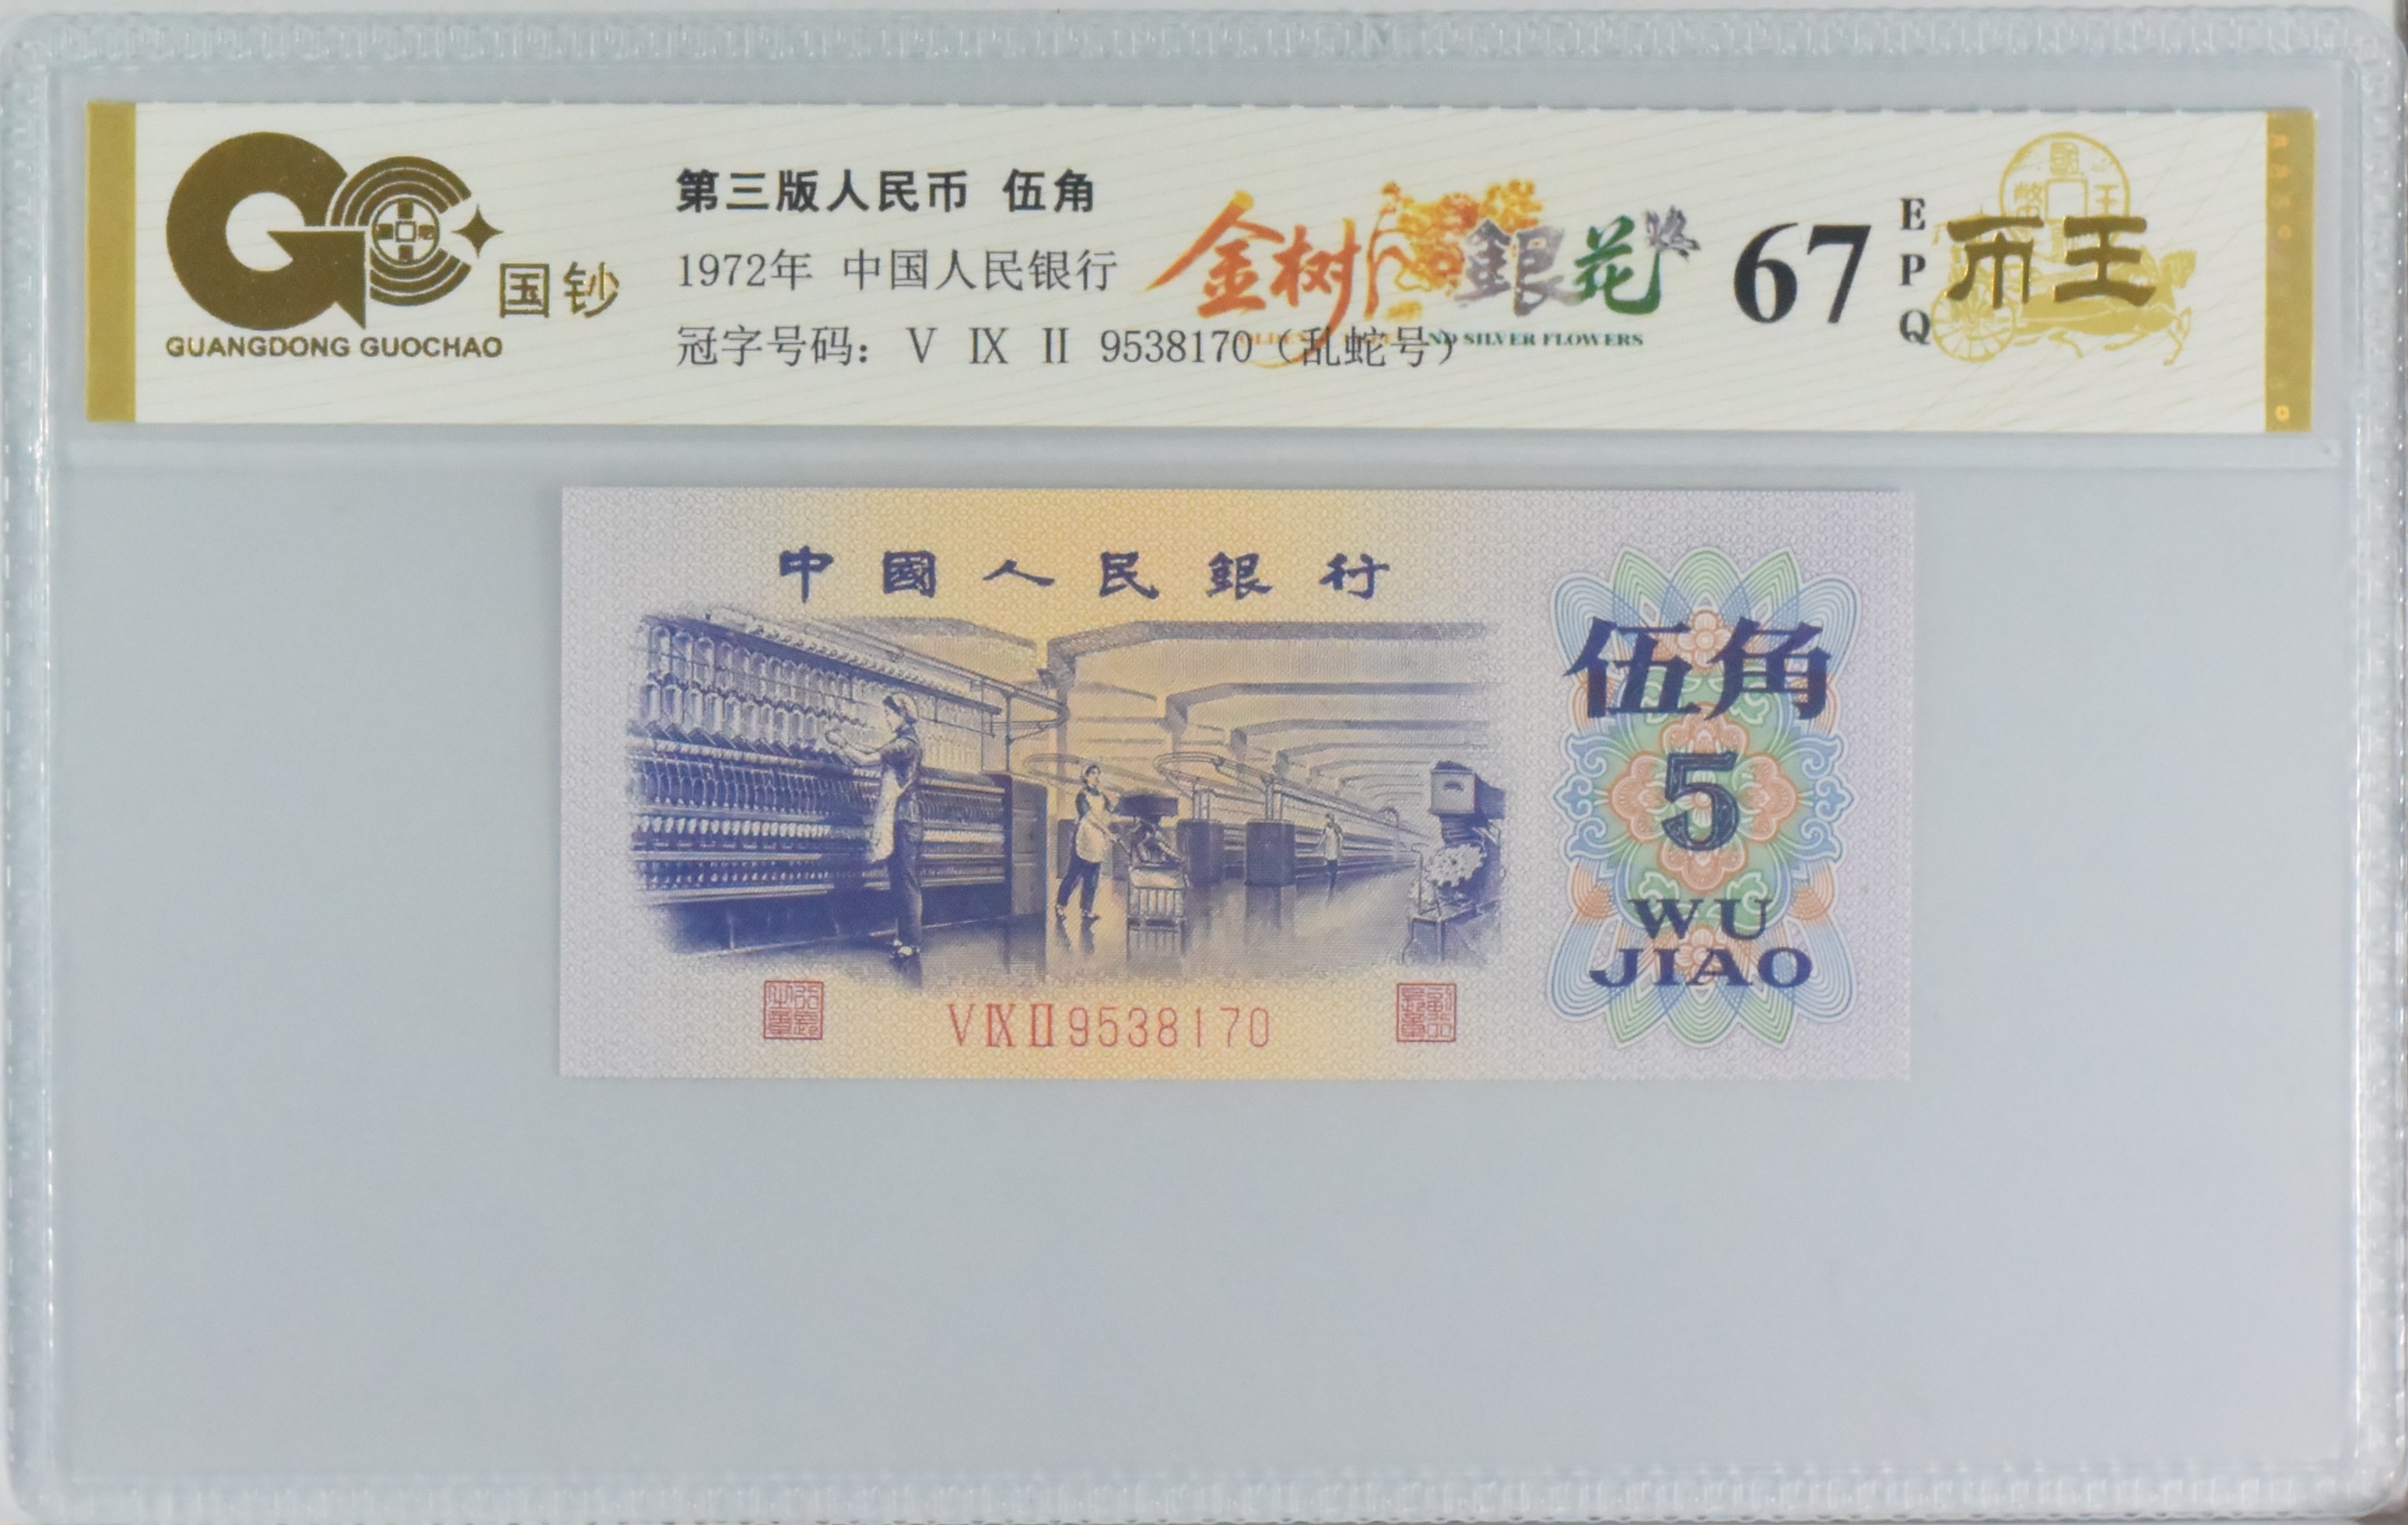 国钞
GUANGDONG GUOCHAO
第三版人民币 伍角
1972年 中国人民银行
冠字号码: Ⅴ Ⅸ Ⅱ 9538170 (乱蛇号)
金树銀花
ND SILVER FLOWERS
67
EPQ
币王
中國人民銀行
伍角
5
WU
JIAO
ⅤⅨⅡ9538170